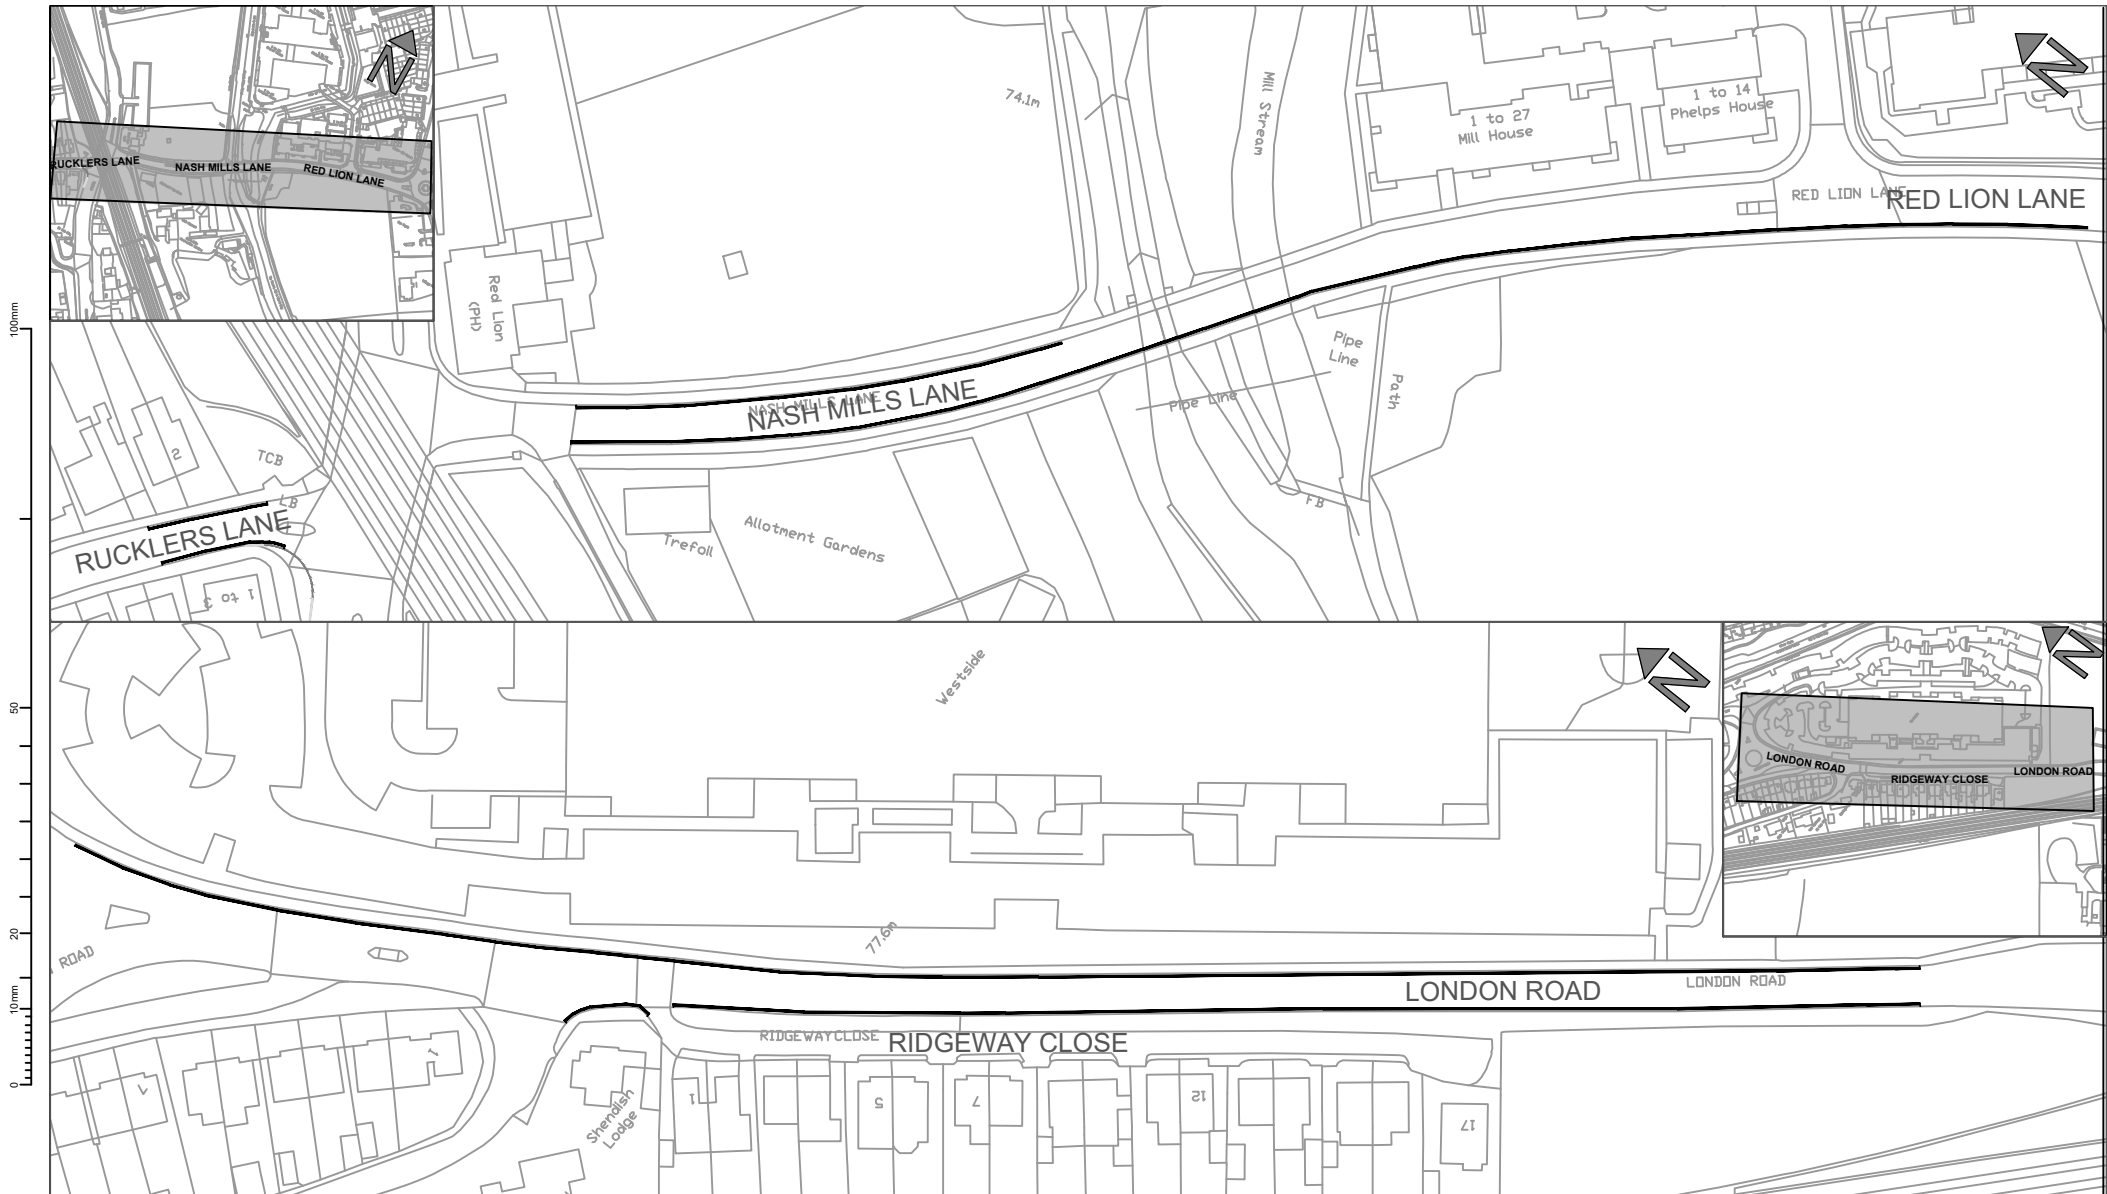 RUCKLERS LANE
NASH MILLS LANE
RED LION LANE
N
74.1m
Mill Stream
1 to 27
Mill House
1 to 14
Phelps House
N
RED LION LANE
RED LION LANE
Red Lion
(PH)
100mm
Pipe
Line
Path
Pipe Line
NASH MILLS LANE
NASH MILLS LANE
2
TCB
LB
FB
RUCKLERS LANE
Trefoil
Allotment Gardens
1 to 3
Westside
N
N
LONDON ROAD
RIDGEWAY CLOSE
LONDON ROAD
50
20
10mm
0
ROAD
77.6m
LONDON ROAD
LONDON ROAD
RIDGEWAY CLOSE
RIDGEWAY CLOSE
1
7
Shendish
Lodge
1
5
7
12
17